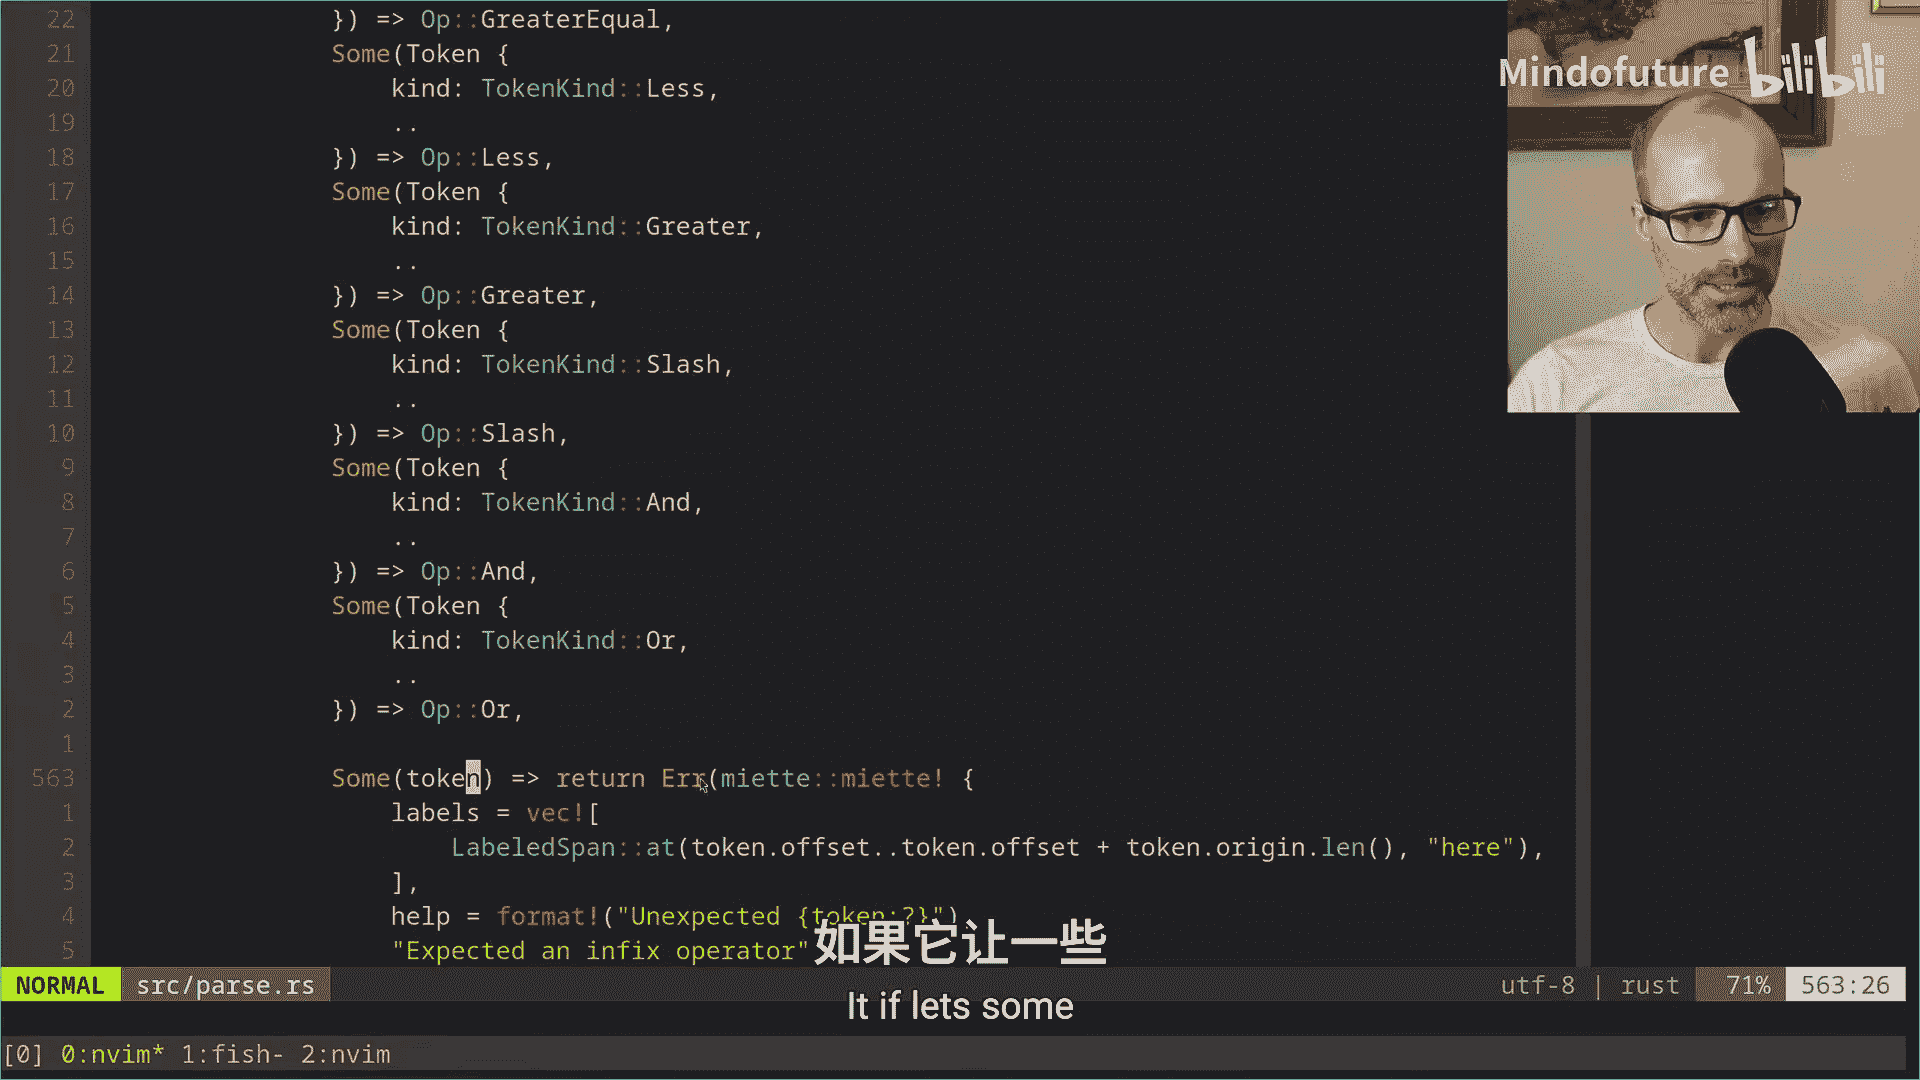 22 }) => Op::GreaterEqual,
21 Some(Token {
20 kind: TokenKind::Less,
19 ..
18 }) => Op::Less,
17 Some(Token {
16 kind: TokenKind::Greater,
15 ..
14 }) => Op::Greater,
13 Some(Token {
12 kind: TokenKind::Slash,
11 ..
10 }) => Op::Slash,
9 Some(Token {
8 kind: TokenKind::And,
7 ..
6 }) => Op::And,
5 Some(Token {
4 kind: TokenKind::Or,
3 ..
2 }) => Op::Or,
1
563 Some(token) => return Err(miette::miette! {
1 labels = vec![
2 LabeledSpan::at(token.offset..token.offset + token.origin.len(), "here"),
3 ],
4 help = format!("Unexpected {token:?}")
5 "Expected an infix operator"
Mindofuture bilibili
如果它让一些
It if lets some
NORMAL src/parse.rs utf-8 | rust 71% 563:26
[0] 0:nvim* 1:fish- 2:nvim